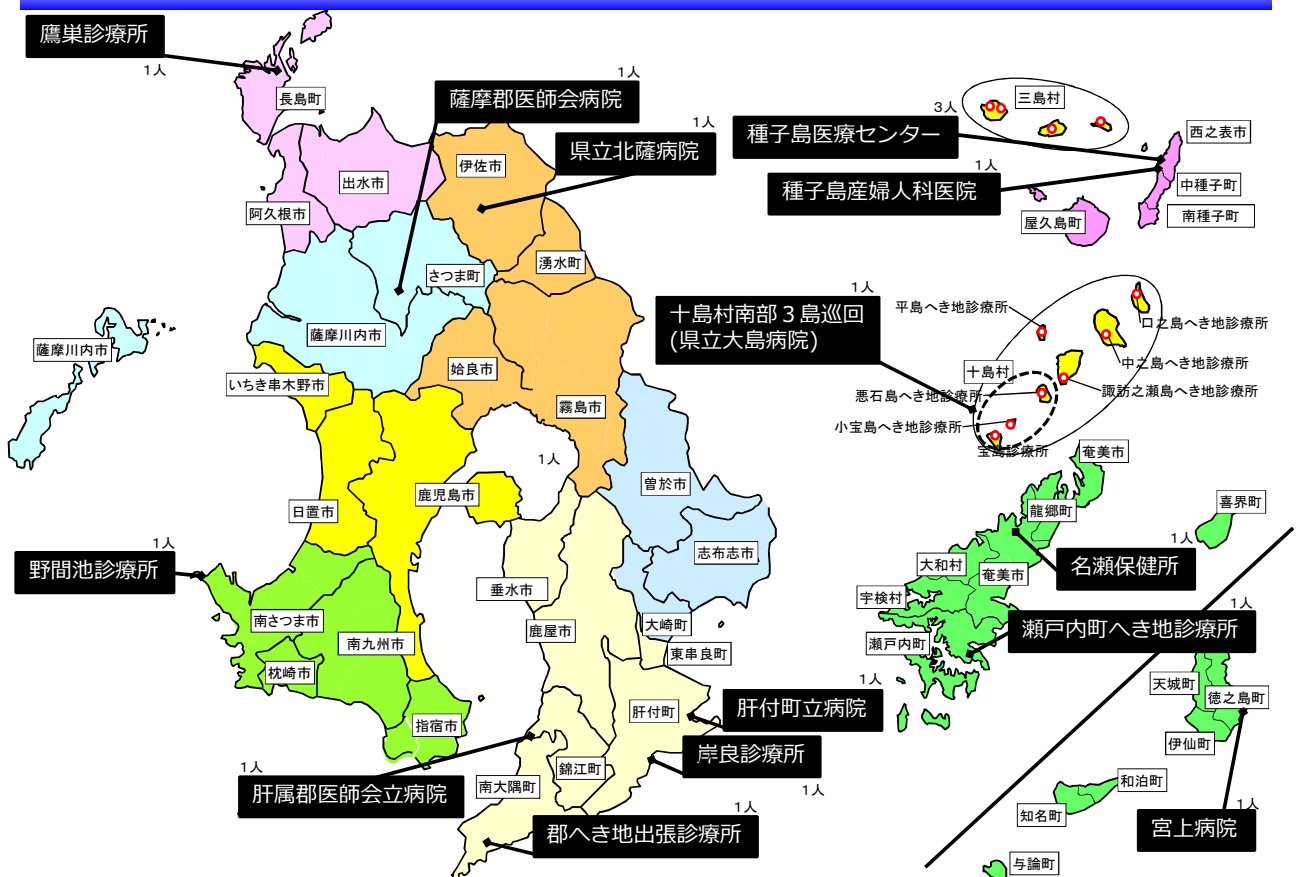 鷹巣診療所
1人
長島町
薩摩郡医師会病院
1人
県立北薩病院
1人
伊佐市
出水市
阿久根市
湧水町
さつま町
薩摩川内市
薩摩川内市
姶良市
いちき串木野市
霧島市
1人
鹿児島市
曽於市
日置市
志布志市
野間池診療所
1人
垂水市
大崎町
鹿屋市
南さつま市
南九州市
東串良町
枕崎市
指宿市
肝付町
肝付町立病院
1人
岸良診療所
1人
錦江町
南大隅町
肝属郡医師会立病院
1人
郡へき地出張診療所
1人
種子島医療センター
3人
種子島産婦人科医院
1人
三島村
西之表市
中種子町
南種子町
屋久島町
十島村南部３島巡回
(県立大島病院)
1人
平島へき地診療所
口之島へき地診療所
中之島へき地診療所
十島村
諏訪之瀬島へき地診療所
悪石島へき地診療所
小宝島へき地診療所
宝島診療所
奄美市
龍郷町
喜界町
名瀬保健所
1人
大和村
奄美市
宇検村
瀬戸内町
瀬戸内町へき地診療所
1人
天城町
徳之島町
伊仙町
和泊町
知名町
宮上病院
1人
与論町